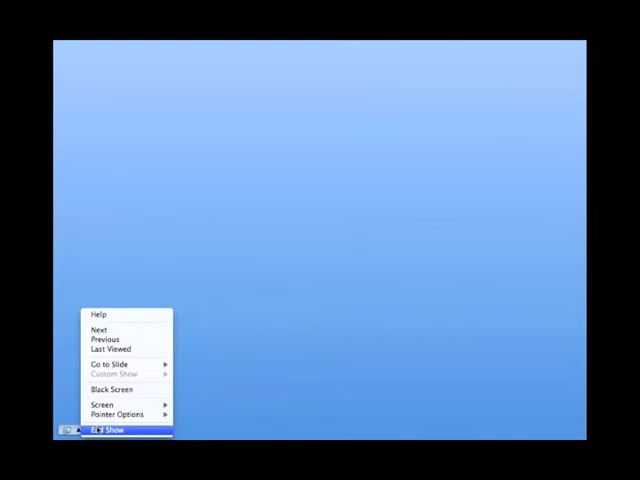 Help
Next
Previous
Last Viewed
Go to Slide
Custom Show
Black Screen
Screen
Pointer Options
End Show